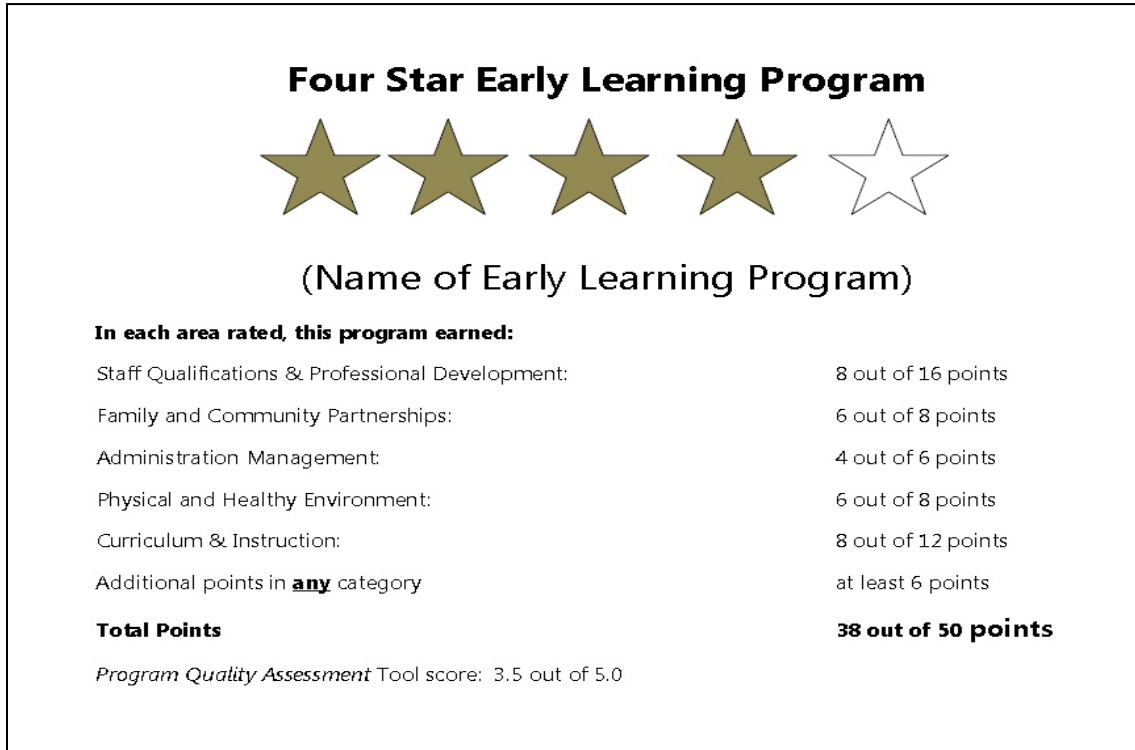 Four Star Early Learning Program
(Name of Early Learning Program)
In each area rated, this program earned:
Staff Qualifications & Professional Development: 8 out of 16 points
Family and Community Partnerships: 6 out of 8 points
Administration Management: 4 out of 6 points
Physical and Healthy Environment: 6 out of 8 points
Curriculum & Instruction: 8 out of 12 points
Additional points in any category at least 6 points
Total Points 38 out of 50 points
Program Quality Assessment Tool score: 3.5 out of 5.0